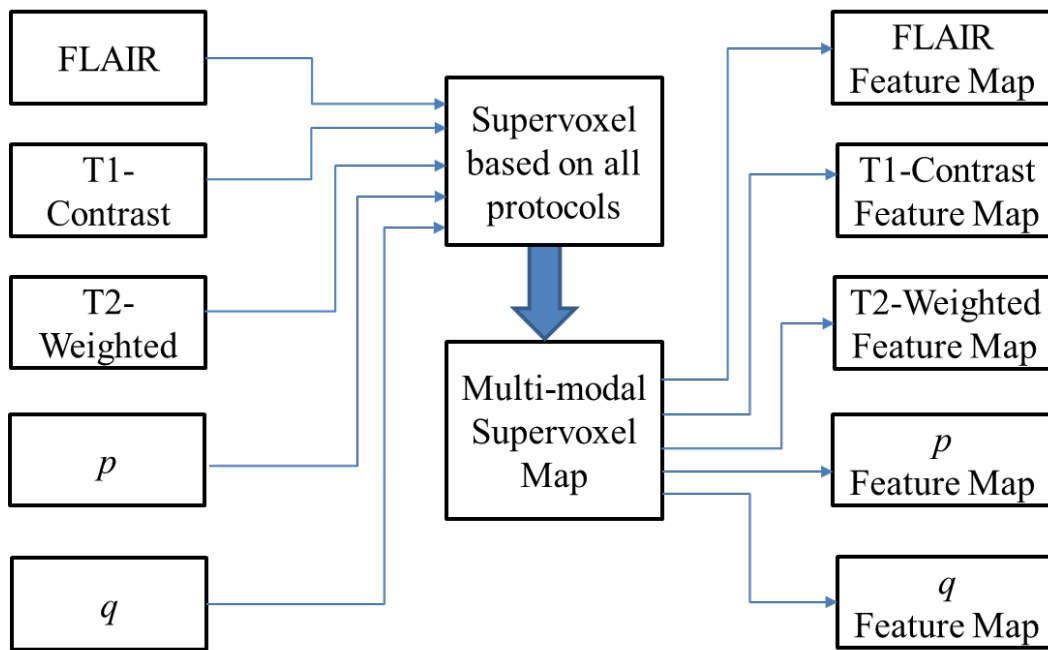 FLAIR
T1-
Contrast
T2-
Weighted
p
q
Supervoxel
based on all
protocols
Multi-modal
Supervoxel
Map
FLAIR
Feature Map
T1-Contrast
Feature Map
T2-Weighted
Feature Map
p
Feature Map
q
Feature Map